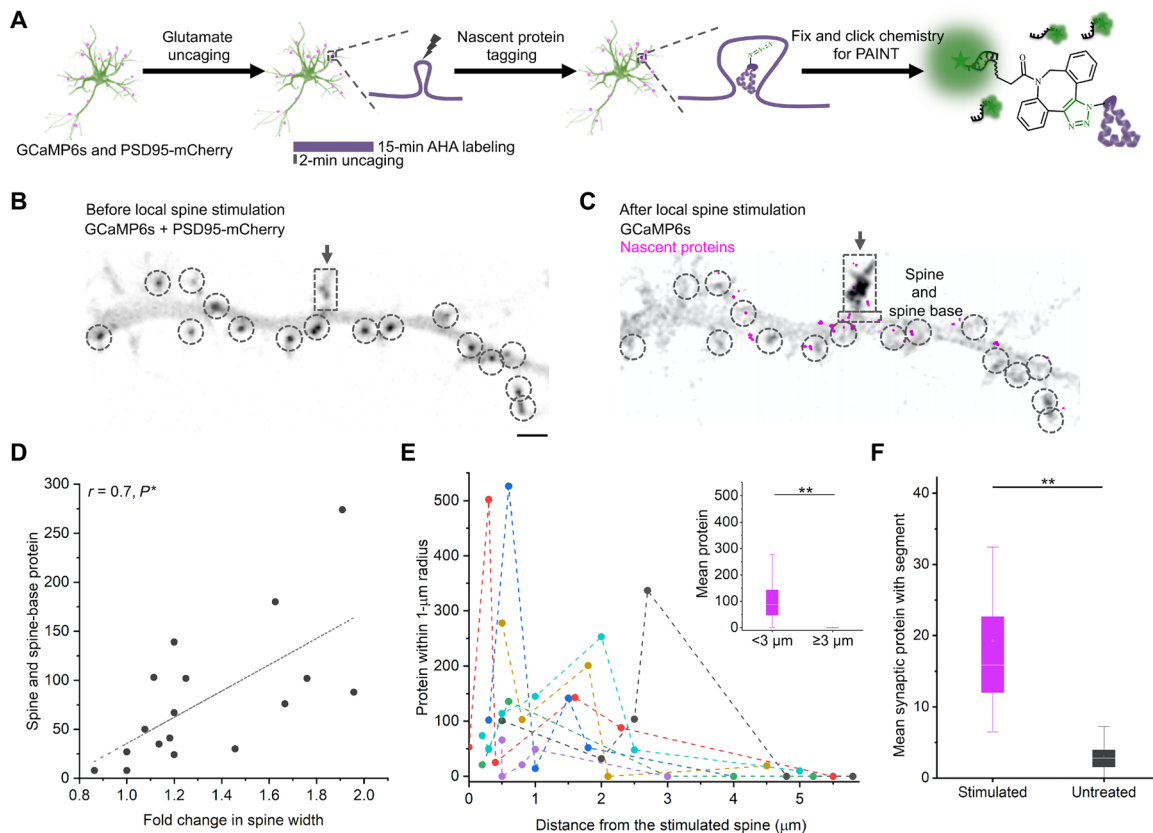 A
Glutamate
uncaging
Nascent protein
tagging
Fix and click chemistry
for PAINT
GCaMP6s and PSD95-mCherry
15-min AHA labeling
2-min uncaging
O
N
N
N=N
B
Before local spine stimulation
GCaMP6s + PSD95-mCherry
C
After local spine stimulation
GCaMP6s
Nascent proteins
Spine
and
spine base
D
r = 0.7, P*
Spine and spine-base protein
300
250
200
150
100
50
0
0.8 1.0 1.2 1.4 1.6 1.8 2.0
Fold change in spine width
E
Protein within 1-μm radius
500
450
400
350
300
250
200
150
100
50
0
0 1 2 3 4 5
Distance from the stimulated spine (μm)
Mean protein
500
400
300
200
100
0
**
<3 μm ≥3 μm
F
Mean synaptic protein with segment
40
30
20
10
0
**
Stimulated Untreated